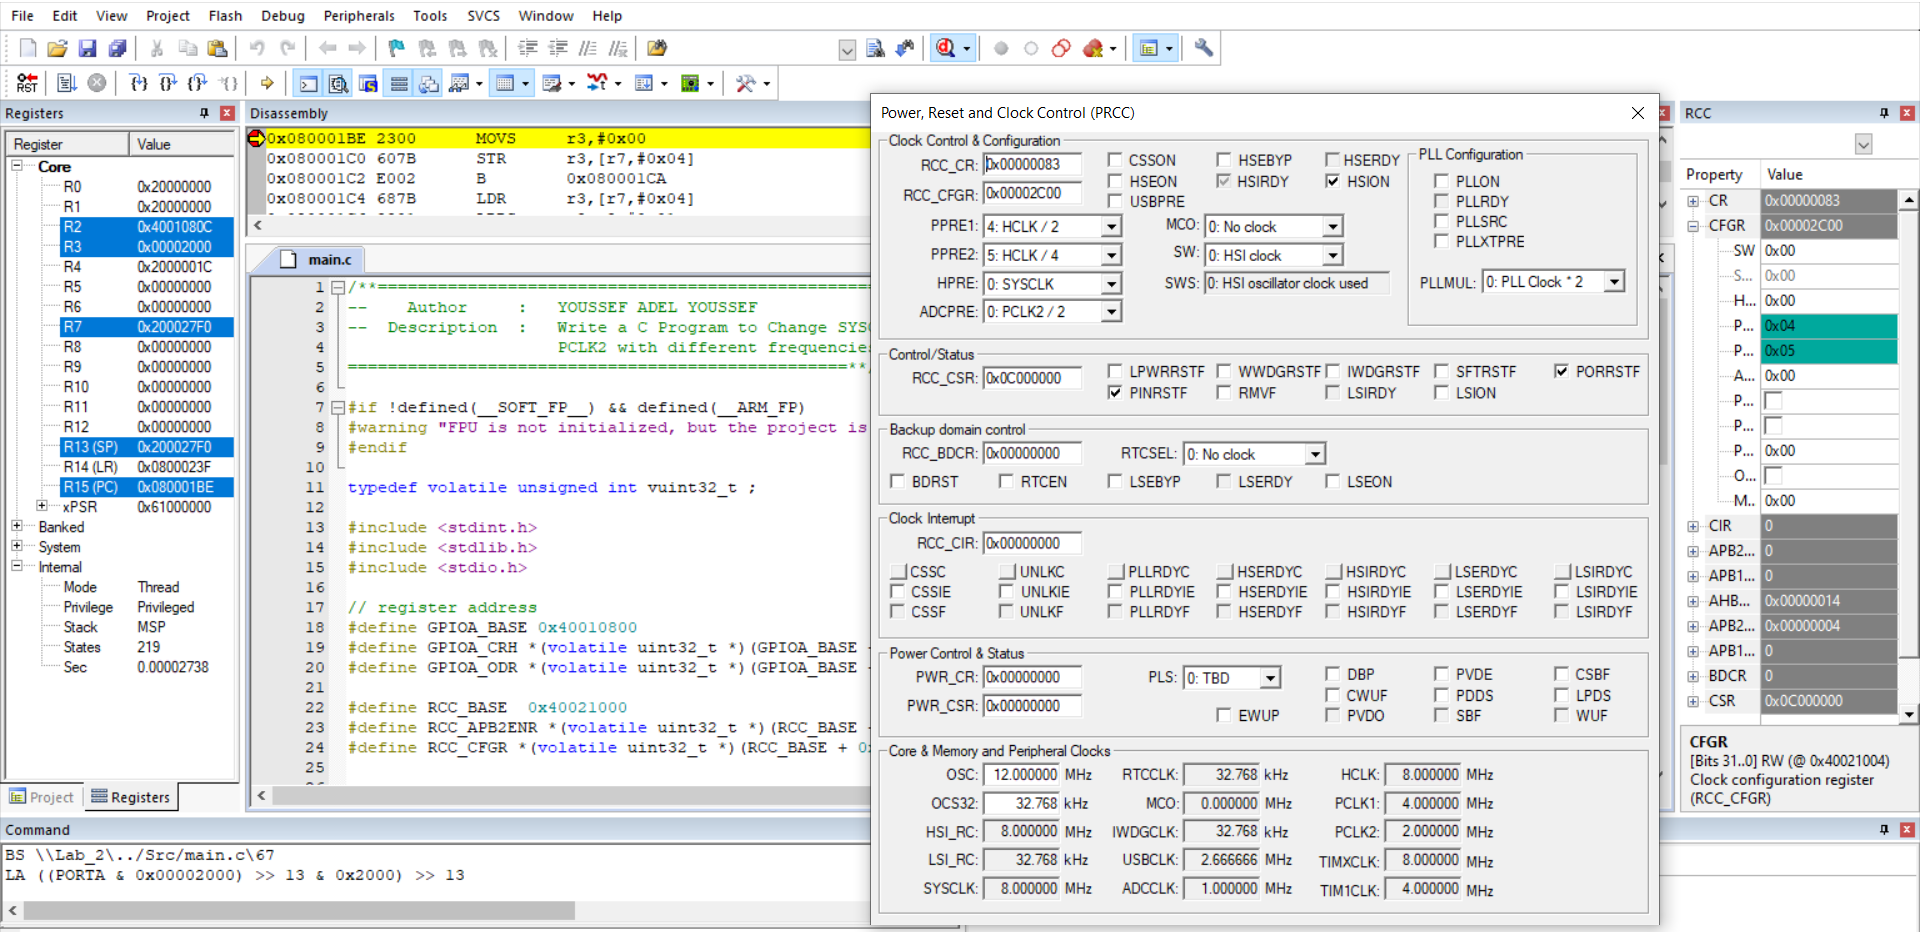 File Edit View Project Flash Debug Peripherals Tools SVCS Window Help
RST
Registers
Register Value
Core
R0 0x20000000
R1 0x20000000
R2 0x4001080C
R3 0x00002000
R4 0x2000001C
R5 0x00000000
R6 0x00000000
R7 0x200027F0
R8 0x00000000
R9 0x00000000
R10 0x00000000
R11 0x00000000
R12 0x00000000
R13 (SP) 0x200027F0
R14 (LR) 0x0800023F
R15 (PC) 0x080001BE
xPSR 0x61000000
Banked
System
Internal
Mode Thread
Privilege Privileged
Stack MSP
States 219
Sec 0.00002738
Project Registers
Disassembly
0x080001BE 2300 MOVS r3,#0x00
0x080001C0 607B STR r3,[r7,#0x04]
0x080001C2 E002 B 0x080001CA
0x080001C4 687B LDR r3,[r7,#0x04]
main.c
1 /**==================================================
2 -- Author : YOUSSEF ADEL YOUSSEF
3 -- Description : Write a C Program to Change SYS
4 PCLK2 with different frequencies
5 ==================================================**
6
7 #if !defined(__SOFT_FP__) && defined(__ARM_FP)
8 #warning "FPU is not initialized, but the project is
9 #endif
10
11 typedef volatile unsigned int vuint32_t ;
12
13 #include <stdint.h>
14 #include <stdlib.h>
15 #include <stdio.h>
16
17 // register address
18 #define GPIOA_BASE 0x40010800
19 #define GPIOA_CRH *(volatile uint32_t *)(GPIOA_BASE
20 #define GPIOA_ODR *(volatile uint32_t *)(GPIOA_BASE
21
22 #define RCC_BASE 0x40021000
23 #define RCC_APB2ENR *(volatile uint32_t *)(RCC_BASE
24 #define RCC_CFGR *(volatile uint32_t *)(RCC_BASE + 0
25
Power, Reset and Clock Control (PRCC)
Clock Control & Configuration
RCC_CR: 0x00000083 CSSON HSEBYP HSERDY
RCC_CFGR: 0x00002C00 HSEON HSIRDY HSION
USBPRE
PPRE1: 4: HCLK / 2 MCO: 0: No clock
PPRE2: 5: HCLK / 4 SW: 0: HSI clock
HPRE: 0: SYSCLK SWS: 0: HSI oscillator clock used
ADCPRE: 0: PCLK2 / 2
PLL Configuration
PLLON
PLLRDY
PLLSRC
PLLXTPRE
PLLMUL: 0: PLL Clock * 2
Control/Status
RCC_CSR: 0x0C000000 LPWRRSTF WWDGRSTF IWDGRSTF SFTRSTF PORRSTF
PINRSTF RMVF LSIRDY LSION
Backup domain control
RCC_BDCR: 0x00000000 RTCSEL: 0: No clock
BDRST RTCEN LSEBYP LSERDY LSEON
Clock Interrupt
RCC_CIR: 0x00000000
CSSC UNLKC PLLRDYC HSERDYC HSIRDYC LSERDYC LSIRDYC
CSSIE UNLKIE PLLRDYIE HSERDYIE HSIRDYIE LSERDYIE LSIRDYIE
CSSF UNLKF PLLRDYF HSERDYF HSIRDYF LSERDYF LSIRDYF
Power Control & Status
PWR_CR: 0x00000000 PLS: 0: TBD DBP PVDE CSBF
CWUF PDDS LPDS
PWR_CSR: 0x00000000 EWUP PVDO SBF WUF
Core & Memory and Peripheral Clocks
OSC: 12.000000 MHz RTCCLK: 32.768 kHz HCLK: 8.000000 MHz
OCS32: 32.768 kHz MCO: 0.000000 MHz PCLK1: 4.000000 MHz
HSI_RC: 8.000000 MHz IWDGCLK: 32.768 kHz PCLK2: 2.000000 MHz
LSI_RC: 32.768 kHz USBCLK: 2.666666 MHz TIMXCLK: 8.000000 MHz
SYSCLK: 8.000000 MHz ADCCLK: 1.000000 MHz TIM1CLK: 4.000000 MHz
RCC
Property Value
CR 0x00000083
CFGR 0x00002C00
SW 0x00
S... 0x00
H... 0x00
P... 0x04
P... 0x05
A... 0x00
P...
P...
P... 0x00
O...
M.. 0x00
CIR 0
APB2... 0
APB1... 0
AHB... 0x00000014
APB2... 0x00000004
APB1... 0
BDCR 0
CSR 0x0C000000
CFGR
[Bits 31..0] RW (@ 0x40021004)
Clock configuration register
(RCC_CFGR)
Command
BS \\Lab_2\../Src/main.c\67
LA ((PORTA & 0x00002000) >> 13 & 0x2000) >> 13